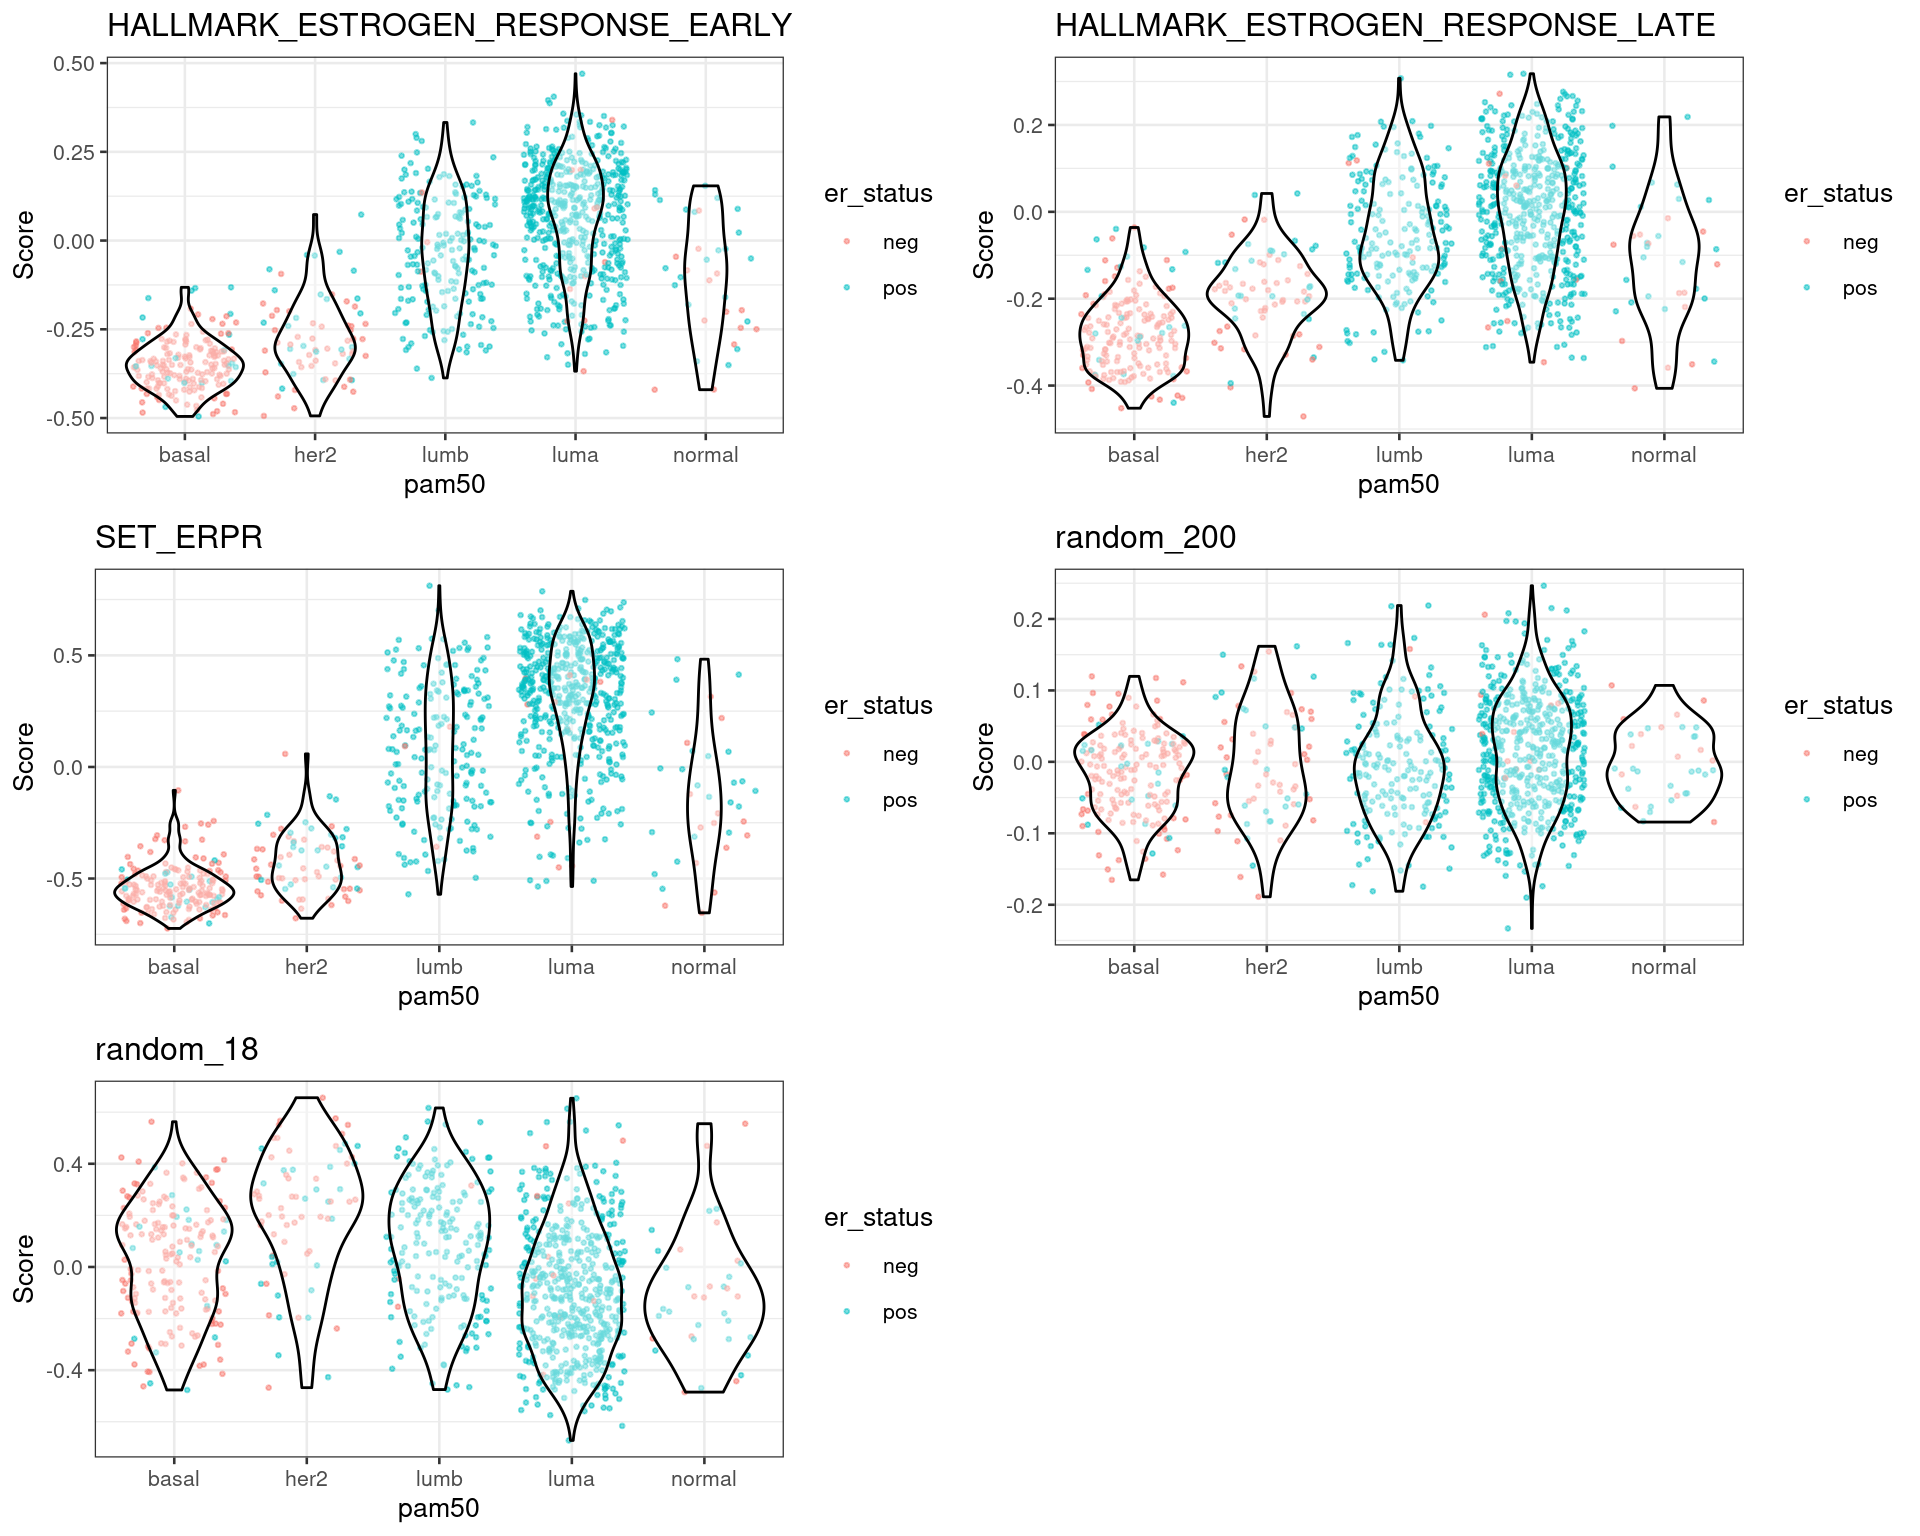 HALLMARK_ESTROGEN_RESPONSE_EARLY
Score
0.50
0.25
0.00
-0.25
-0.50
basal her2 lumb luma normal
pam50
er_status
neg
pos
HALLMARK_ESTROGEN_RESPONSE_LATE
Score
0.2
0.0
-0.2
-0.4
basal her2 lumb luma normal
pam50
er_status
neg
pos
SET_ERPR
Score
0.5
0.0
-0.5
basal her2 lumb luma normal
pam50
er_status
neg
pos
random_200
Score
0.2
0.1
0.0
-0.1
-0.2
basal her2 lumb luma normal
pam50
er_status
neg
pos
random_18
Score
0.4
0.0
-0.4
basal her2 lumb luma normal
pam50
er_status
neg
pos